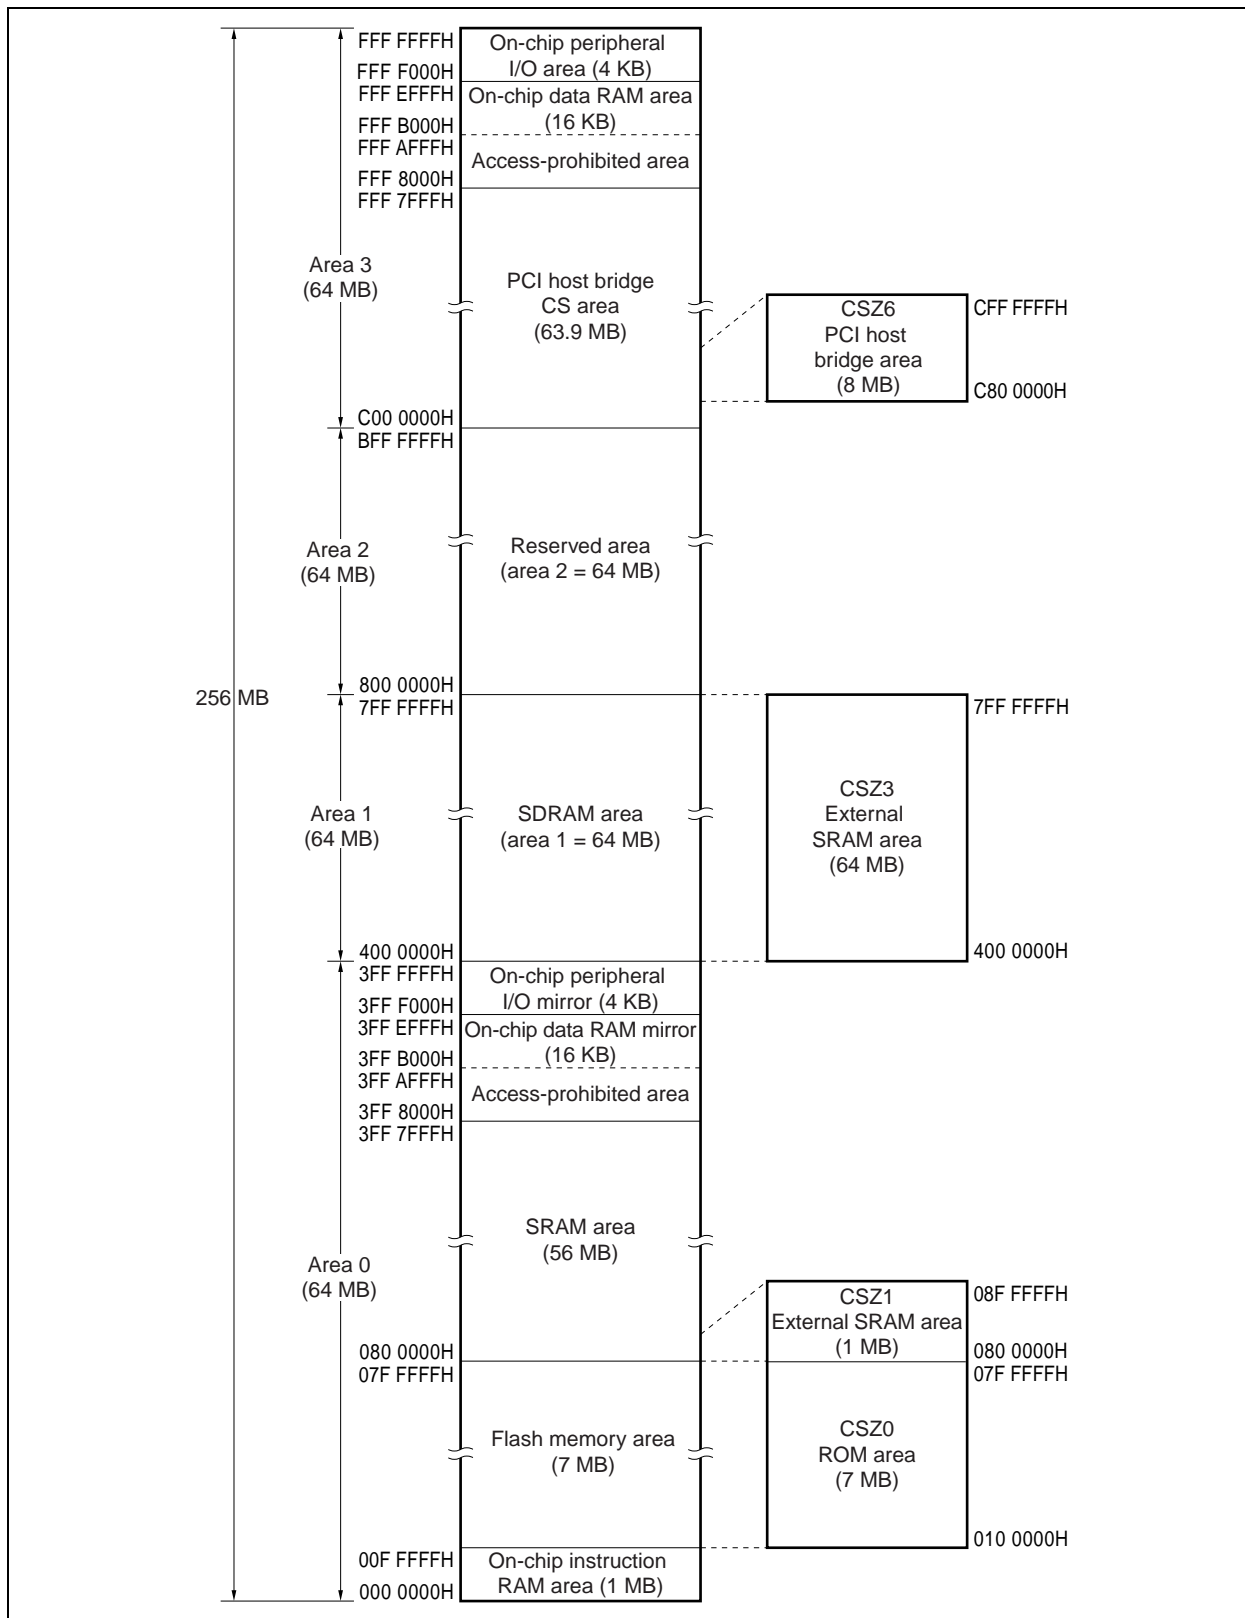 FFF FFFFH
On-chip peripheral
I/O area (4 KB)
FFF F000H
FFF EFFFH
On-chip data RAM area
(16 KB)
FFF B000H
FFF AFFFH
Access-prohibited area
FFF 8000H
FFF 7FFFH
Area 3
(64 MB)
PCI host bridge
CS area
(63.9 MB)
CSZ6
PCI host
bridge area
(8 MB)
CFF FFFFH
C80 0000H
C00 0000H
BFF FFFFH
Area 2
(64 MB)
Reserved area
(area 2 = 64 MB)
256 MB
800 0000H
7FF FFFFH
7FF FFFFH
Area 1
(64 MB)
SDRAM area
(area 1 = 64 MB)
CSZ3
External
SRAM area
(64 MB)
400 0000H
400 0000H
3FF FFFFH
On-chip peripheral
I/O mirror (4 KB)
3FF F000H
3FF EFFFH
On-chip data RAM mirror
(16 KB)
3FF B000H
3FF AFFFH
Access-prohibited area
3FF 8000H
3FF 7FFFH
Area 0
(64 MB)
SRAM area
(56 MB)
CSZ1
External SRAM area
(1 MB)
08F FFFFH
080 0000H
07F FFFFH
080 0000H
07F FFFFH
Flash memory area
(7 MB)
CSZ0
ROM area
(7 MB)
010 0000H
00F FFFFH
On-chip instruction
RAM area (1 MB)
000 0000H